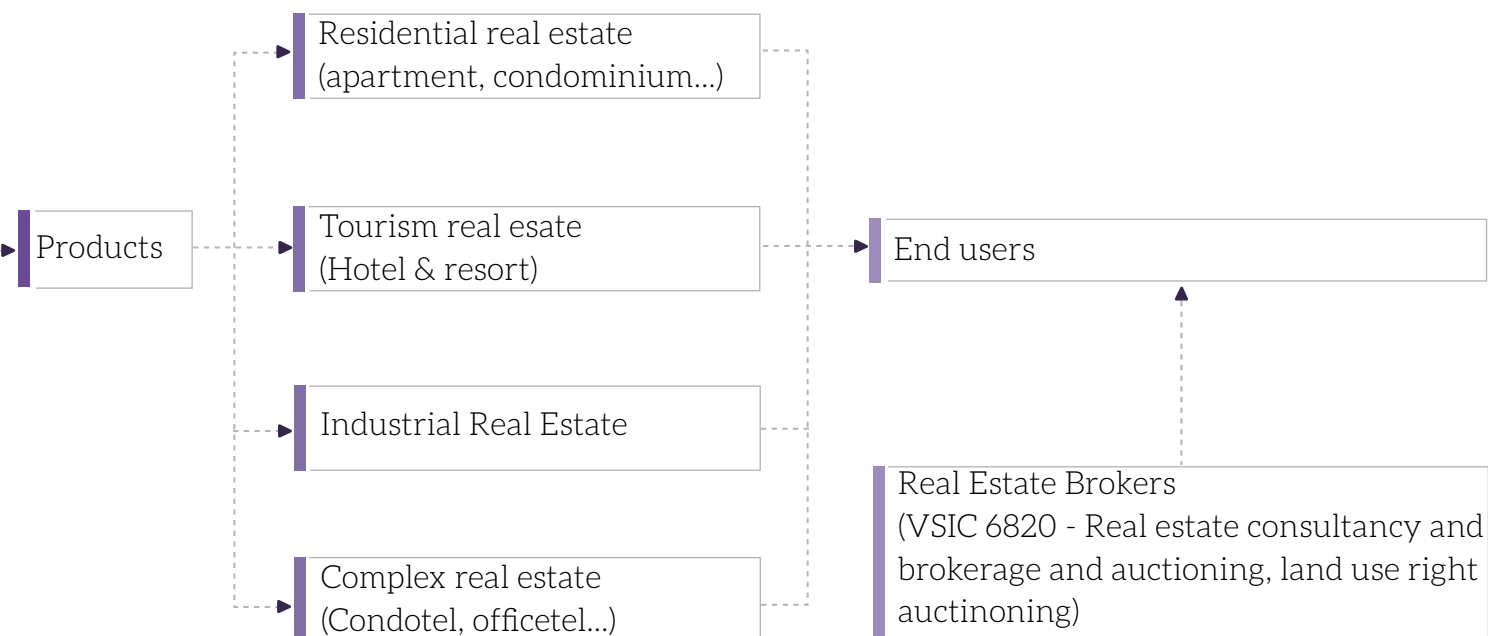 Residential real estate
(apartment, condominium...)
Products
Tourism real esate
(Hotel & resort)
End users
Industrial Real Estate
Real Estate Brokers
(VSIC 6820 - Real estate consultancy and
brokerage and auctioning, land use right
auctinoning)
Complex real estate
(Condotel, officetel...)